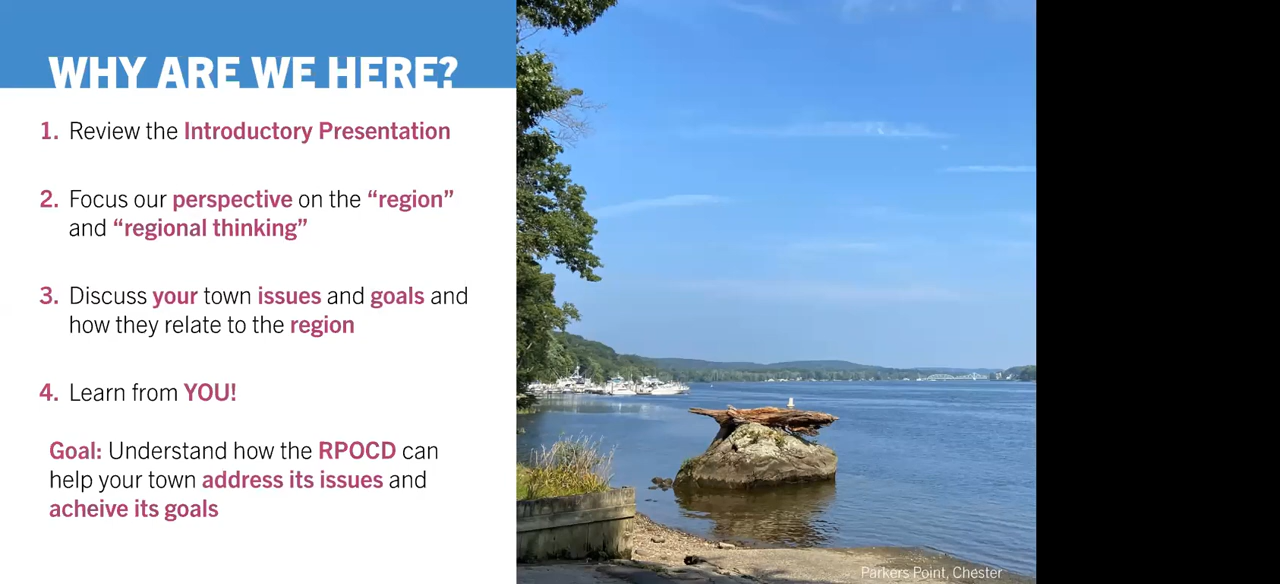 WHY ARE WE HERE?
1. Review the Introductory Presentation
2. Focus our perspective on the “region”
and “regional thinking”
3. Discuss your town issues and goals and
how they relate to the region
4. Learn from YOU!
Goal: Understand how the RPOCD can
help your town address its issues and
acheive its goals
Parkers Point, Chester